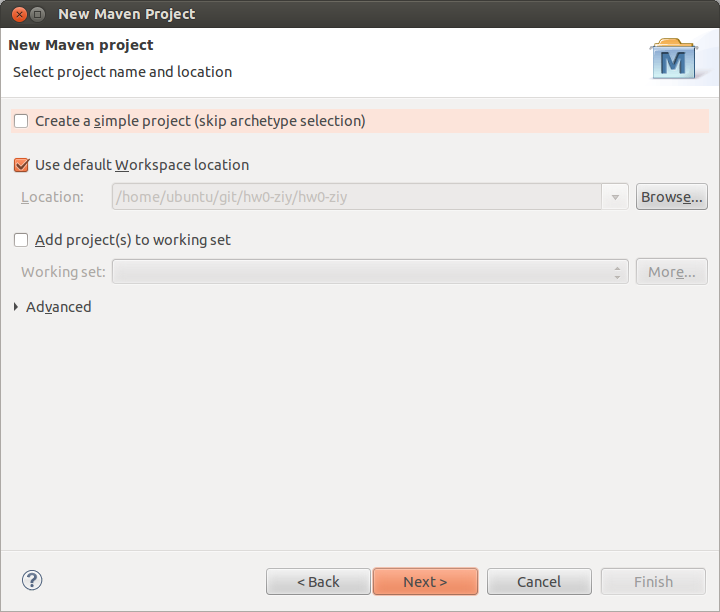 New Maven Project
New Maven project
Select project name and location
M
Create a simple project (skip archetype selection)
Use default Workspace location
Location: /home/ubuntu/git/hw0-ziy/hw0-ziy Browse...
Add project(s) to working set
Working set: More...
Advanced
? < Back Next > Cancel Finish